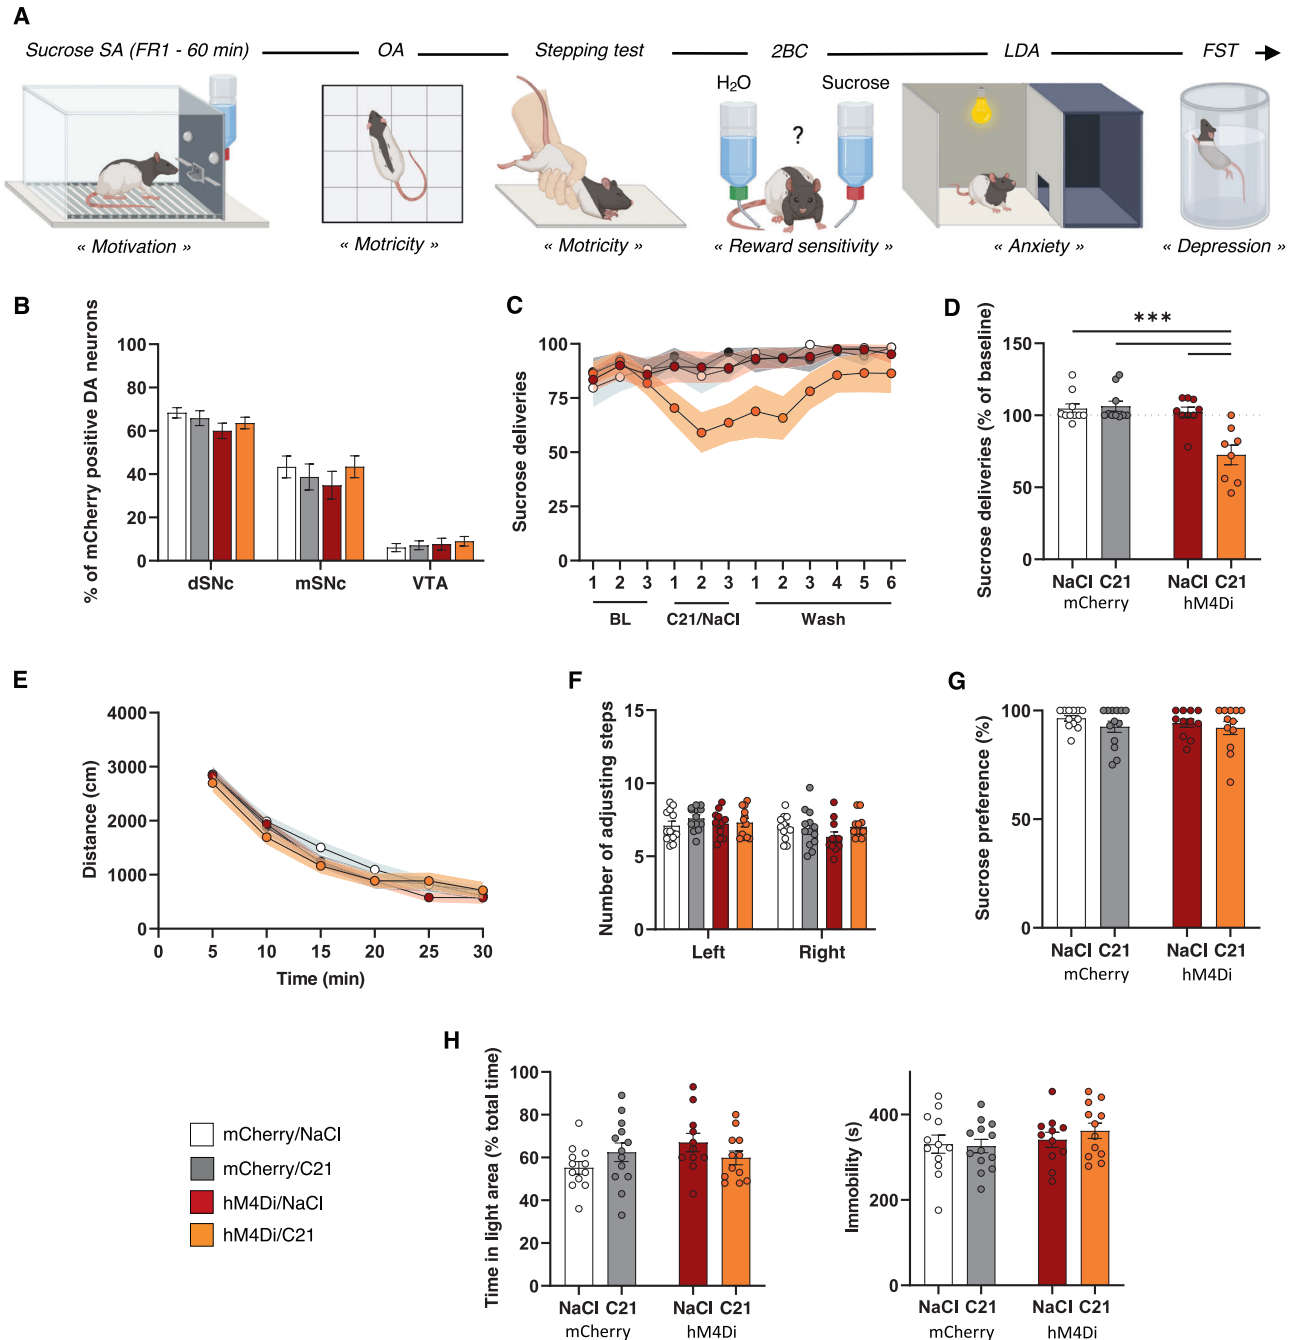 A
Sucrose SA (FR1 - 60 min)
OA
Stepping test
2BC
LDA
FST
H₂O
Sucrose
?
« Motivation »
« Motricity »
« Motricity »
« Reward sensitivity »
« Anxiety »
« Depression »
B
% of mCherry positive DA neurons
100
80
60
40
20
0
dSNc
mSNc
VTA
C
Sucrose deliveries
100
75
50
25
0
1 2 3 1 2 3 1 2 3 4 5 6
BL
C21/NaCl
Wash
D
Sucrose deliveries (% of baseline)
150
100
50
0
***
NaCl C21
mCherry
NaCl C21
hM4Di
E
Distance (cm)
4000
3000
2000
1000
0
0 5 10 15 20 25 30
Time (min)
F
Number of adjusting steps
15
10
5
0
Left
Right
G
Sucrose preference (%)
100
50
0
NaCl C21
mCherry
NaCl C21
hM4Di
H
Time in light area (% total time)
100
80
60
40
20
0
NaCl C21
mCherry
NaCl C21
hM4Di
Immobility (s)
400
200
0
NaCl C21
mCherry
NaCl C21
hM4Di
mCherry/NaCl
mCherry/C21
hM4Di/NaCl
hM4Di/C21